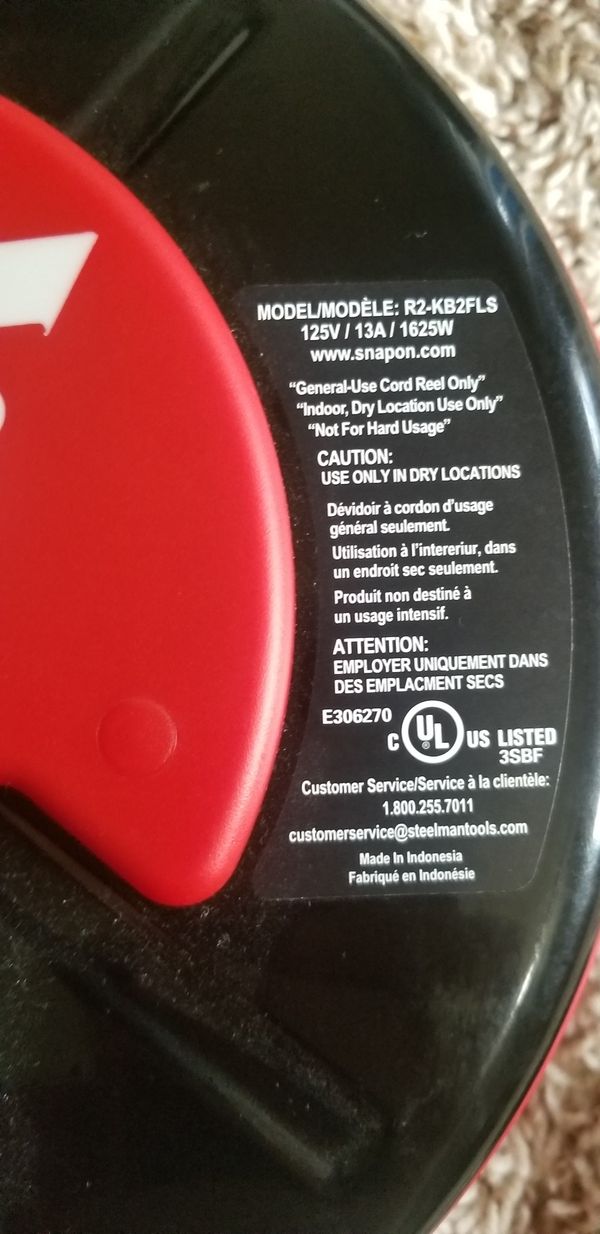 MODEL/MODÈLE: R2-KB2FLS
125V / 13A / 1625W
www.snapon.com
"General-Use Cord Reel Only"
"Indoor, Dry Location Use Only"
"Not For Hard Usage"
CAUTION:
USE ONLY IN DRY LOCATIONS
Dévidoir à cordon d'usage
général seulement.
Utilisation à l'intereriur, dans
un endroit sec seulement.
Produit non destiné à
un usage intensif.
ATTENTION:
EMPLOYER UNIQUEMENT DANS
DES EMPLACMENT SECS
E306270
C UL® US LISTED
3SBF
Customer Service/Service à la clientèle:
1.800.255.7011
customerservice@steelmantools.com
Made In Indonesia
Fabriqué en Indonésie